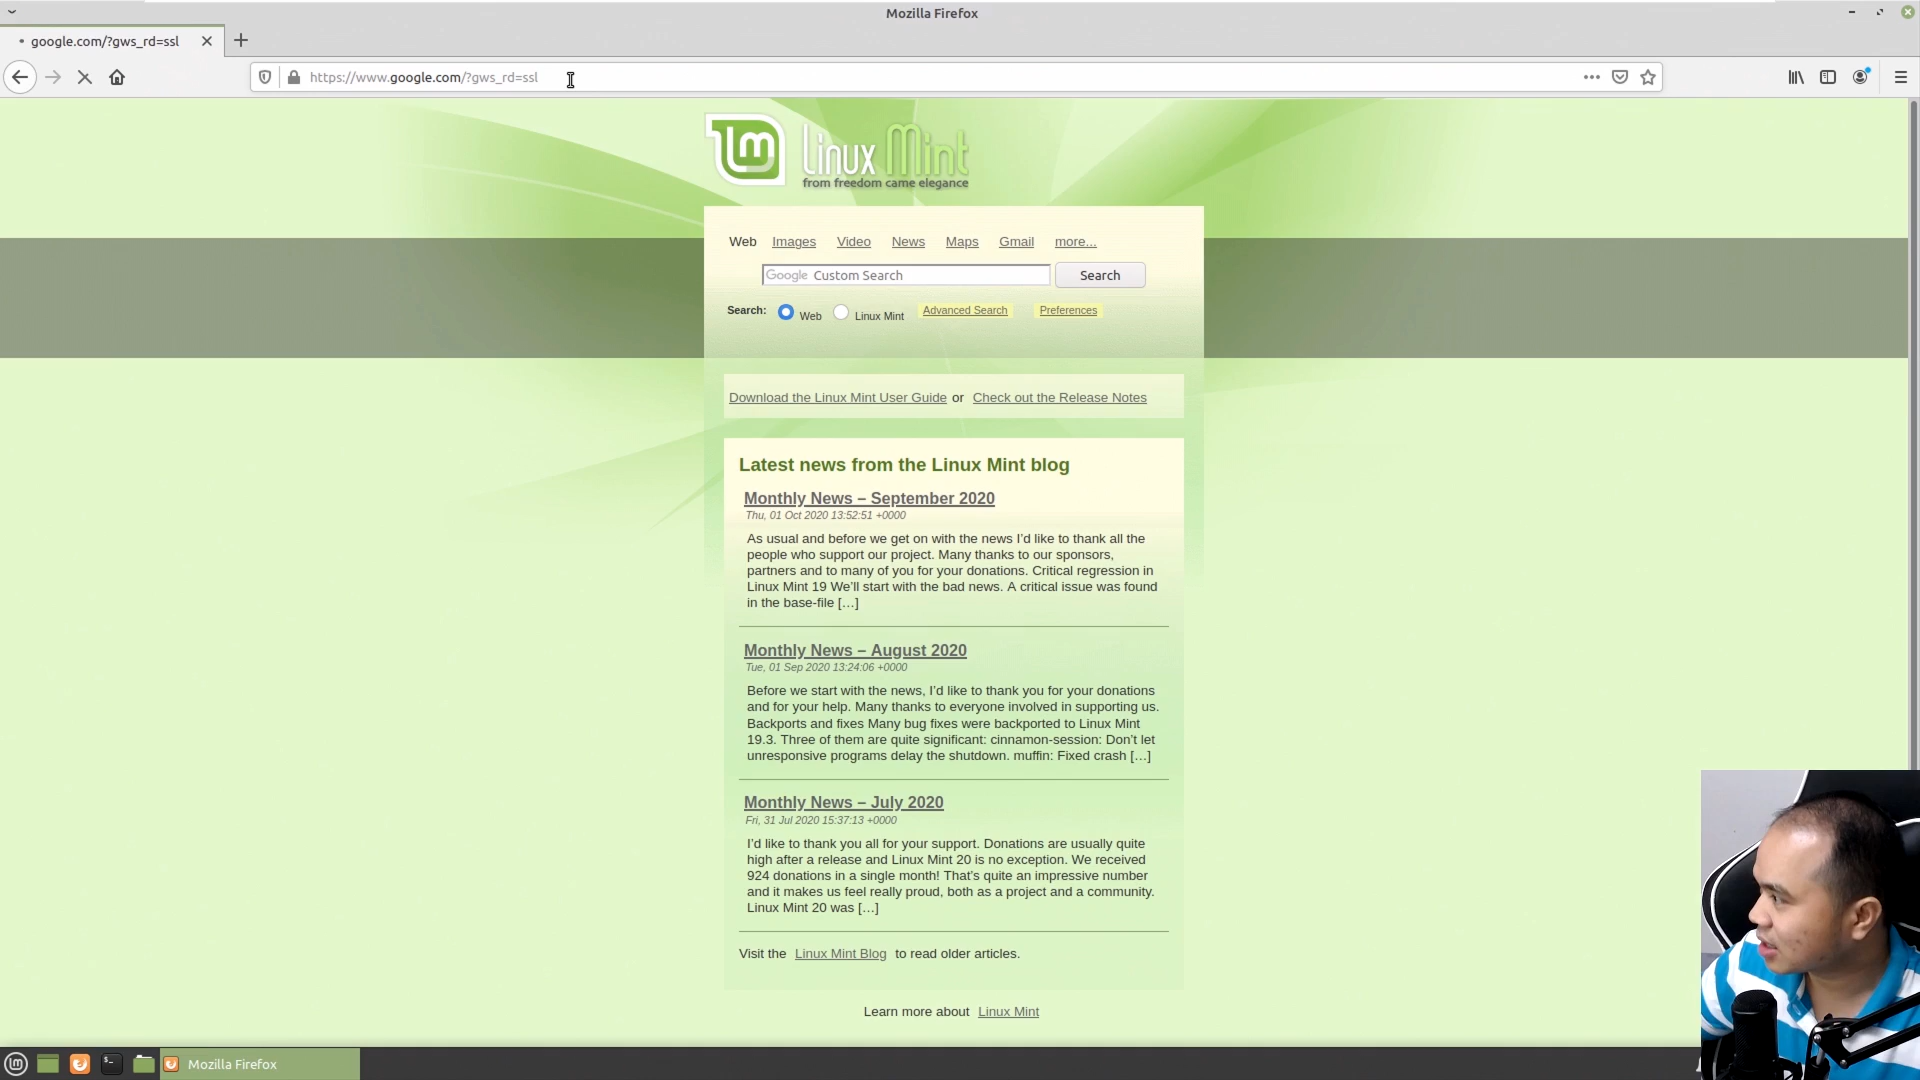 Mozilla Firefox
google.com/?gws_rd=ssl
https://www.google.com/?gws_rd=ssl
Linux Mint
from freedom came elegance
Web Images Video News Maps Gmail more...
Google Custom Search Search
Search: Web Linux Mint Advanced Search Preferences
Download the Linux Mint User Guide or Check out the Release Notes
Latest news from the Linux Mint blog
Monthly News – September 2020
Thu, 01 Oct 2020 13:52:51 +0000
As usual and before we get on with the news I’d like to thank all the
people who support our project. Many thanks to our sponsors,
partners and to many of you for your donations. Critical regression in
Linux Mint 19 We’ll start with the bad news. A critical issue was found
in the base-file […]
Monthly News – August 2020
Tue, 01 Sep 2020 13:24:06 +0000
Before we start with the news, I’d like to thank you for your donations
and for your help. Many thanks to everyone involved in supporting us.
Backports and fixes Many bug fixes were backported to Linux Mint
19.3. Three of them are quite significant: cinnamon-session: Don’t let
unresponsive programs delay the shutdown. muffin: Fixed crash […]
Monthly News – July 2020
Fri, 31 Jul 2020 15:37:13 +0000
I’d like to thank you all for your support. Donations are usually quite
high after a release and Linux Mint 20 is no exception. We received
924 donations in a single month! That’s quite an impressive number
and it makes us feel really proud, both as a project and a community.
Linux Mint 20 was […]
Visit the Linux Mint Blog to read older articles.
Learn more about Linux Mint
Mozilla Firefox